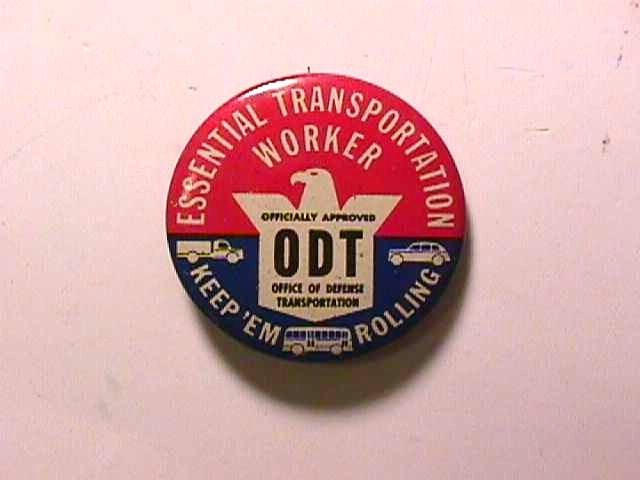 ESSENTIAL TRANSPORTATION
WORKER
OFFICIALLY APPROVED
ODT
OFFICE OF DEFENSE
TRANSPORTATION
KEEP 'EM ROLLING